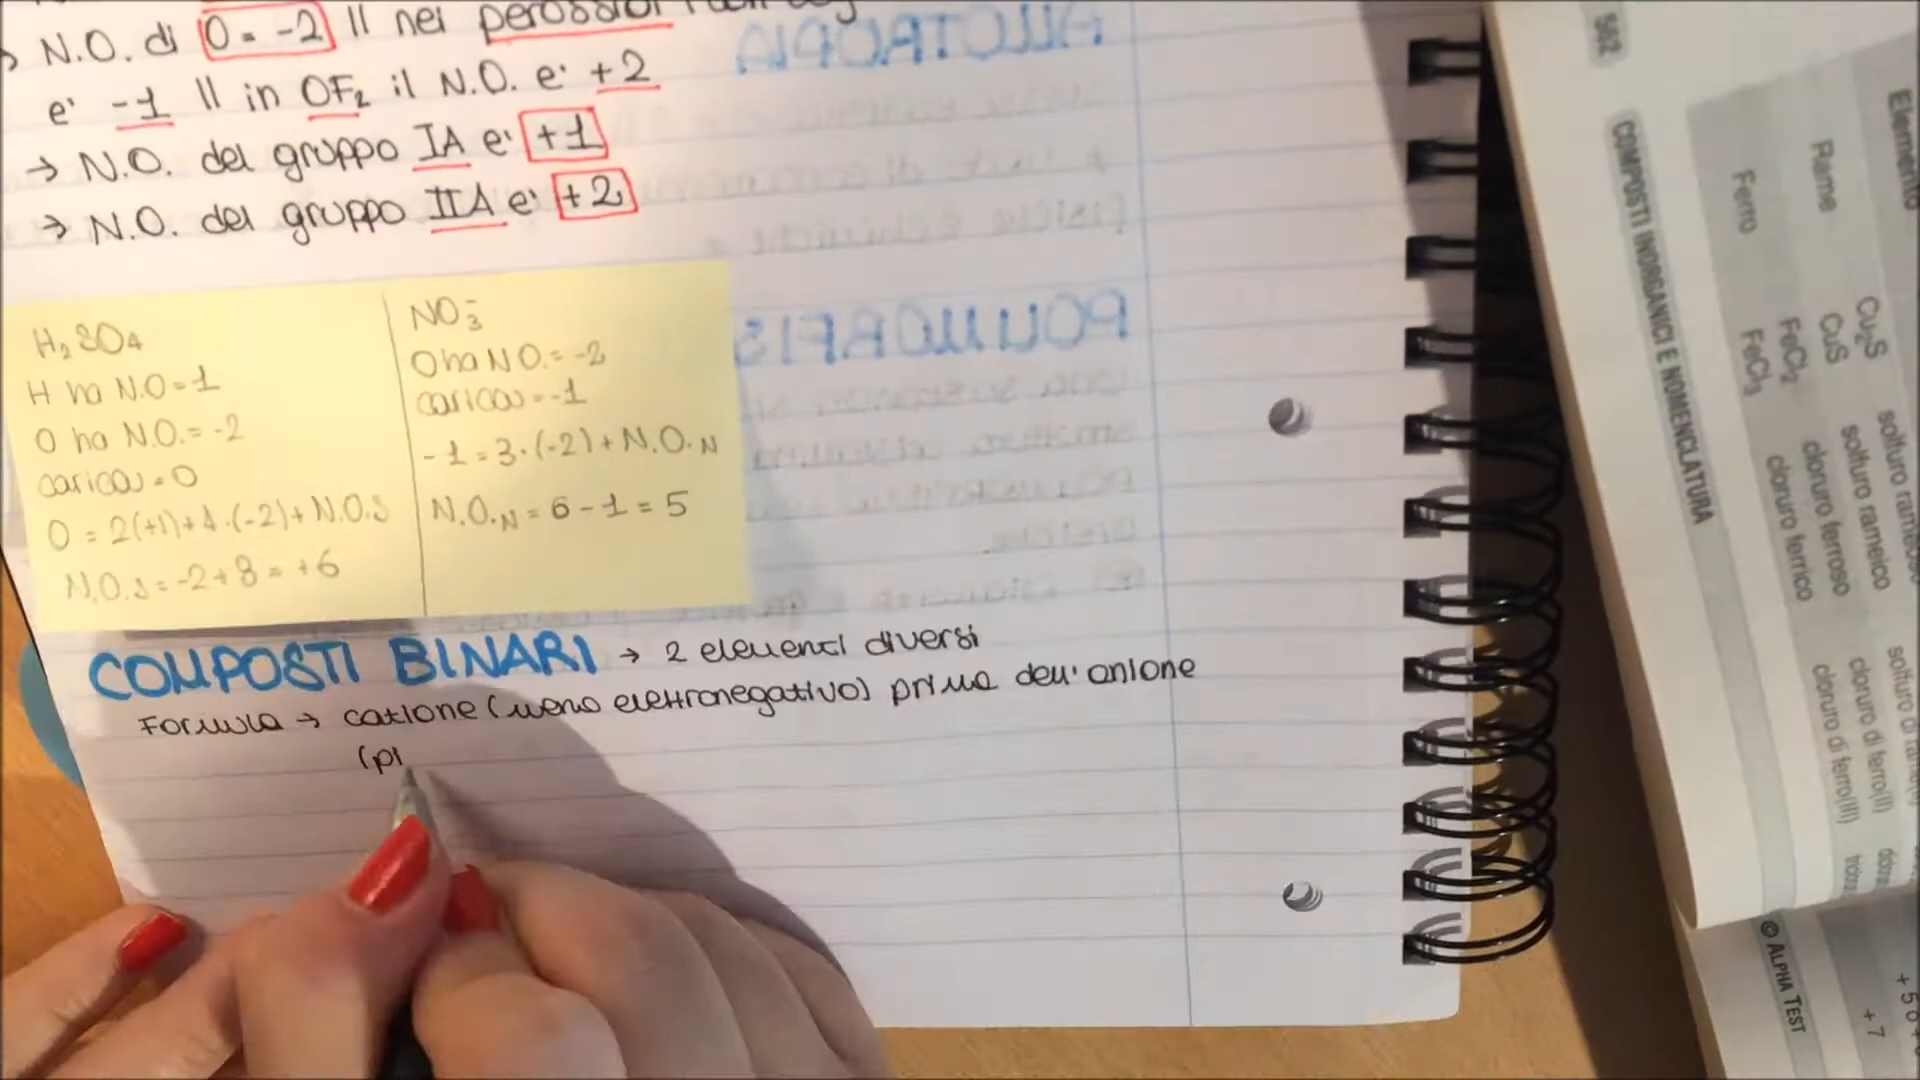 N.O. di O = -2 || nei perossidi
e' -1 || in OF₂ il N.O. e' +2
→ N.O. del gruppo IA e' +1
→ N.O. del gruppo IIA e' +2
H₂SO4
H ha N.O = 1
O ha N.O. = -2
carica = 0
0 = 2(+1) + 4·(-2) + N.O.S
N.O.S = -2+8 = +6
NO₃⁻
O ha NO. = -2
carica = -1
-1 = 3·(-2) + N.O.N
N.O.N = 6 - 1 = 5
COMPOSTI BINARI → 2 elementi diversi
Formula → catione (meno elettronegativo) prima dell'anione
(pi
ALLOTROPIA
POLIMORFIS
562
COMPOSTI INORGANICI E NOMENCLATURA
Elemento
Rame
Cu₂S
solfuro rameoso
CuS
solfuro rameico
Ferro
FeCl₂
cloruro ferroso
cloruro di ferro(II)
FeCl₃
cloruro ferrico
cloruro di ferro(III)
© ALPHA TEST
+ 7